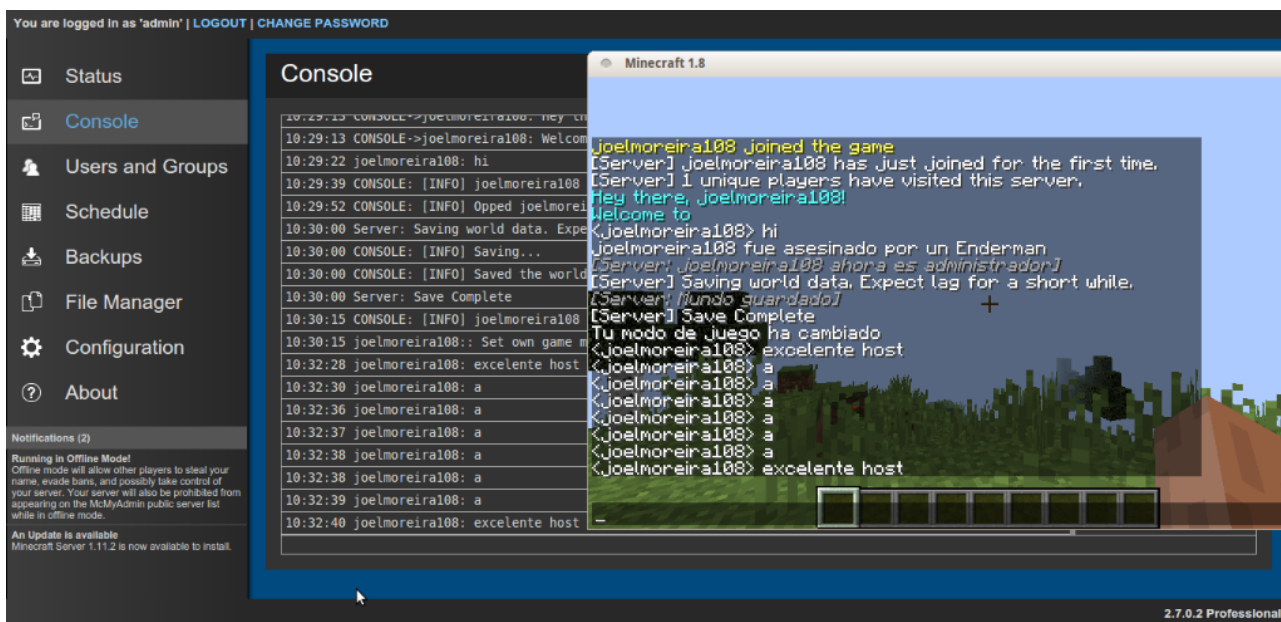 You are logged in as 'admin' | LOGOUT | CHANGE PASSWORD
Status
Console
Users and Groups
Schedule
Backups
File Manager
Configuration
About
Notifications (2)
Running in Offline Mode!
Offline mode will allow other players to steal your
name, evade bans, and possibly take control of
your server. Your server will also be prohibited from
appearing on the McMyAdmin public server list
while in offline mode.
An Update is available
Minecraft Server 1.11.2 is now available to install.
Console
10:29:13 CONSOLE->joelmoreira108: Hey th
10:29:13 CONSOLE->joelmoreira108: Welcom
10:29:22 joelmoreira108: hi
10:29:39 CONSOLE: [INFO] joelmoreira108
10:29:52 CONSOLE: [INFO] Opped joelmorei
10:30:00 Server: Saving world data. Expe
10:30:00 CONSOLE: [INFO] Saving...
10:30:00 CONSOLE: [INFO] Saved the world
10:30:00 Server: Save Complete
10:30:15 CONSOLE: [INFO] joelmoreira108
10:30:15 joelmoreira108:: Set own game m
10:32:28 joelmoreira108: excelente host
10:32:30 joelmoreira108: a
10:32:36 joelmoreira108: a
10:32:37 joelmoreira108: a
10:32:38 joelmoreira108: a
10:32:38 joelmoreira108: a
10:32:39 joelmoreira108: a
10:32:40 joelmoreira108: excelente host
Minecraft 1.8
joelmoreira108 joined the game
[Server] joelmoreira108 has just joined for the first time.
[Server] 1 unique players have visited this server.
Hey there, joelmoreira108!
Welcome to
<joelmoreira108> hi
joelmoreira108 fue asesinado por un Enderman
[Server: joelmoreira108 ahora es administrador]
[Server] Saving world data. Expect lag for a short while.
[Server: Mundo guardado]
[Server] Save Complete
Tu modo de juego ha cambiado
<joelmoreira108> excelente host
<joelmoreira108> a
<joelmoreira108> a
<joelmoreira108> a
<joelmoreira108> a
<joelmoreira108> a
<joelmoreira108> a
<joelmoreira108> excelente host
_
2.7.0.2 Professional